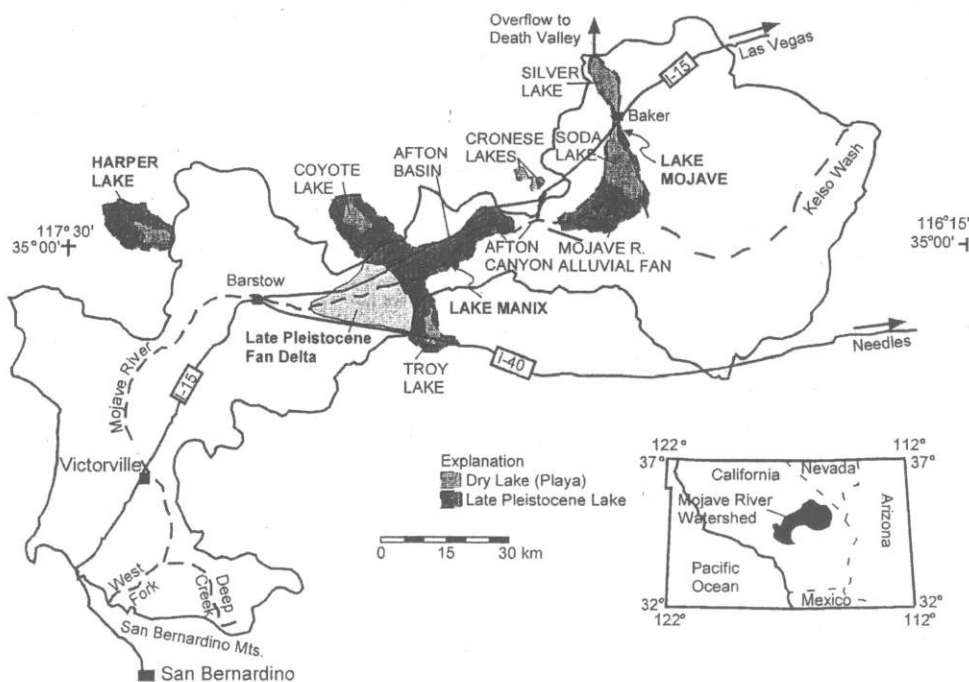 Overflow to
Death Valley
Las Vegas
I-15
SILVER
LAKE
Baker
CRONESE
LAKES
SODA
LAKE
LAKE
MOJAVE
Kelso Wash
HARPER
LAKE
COYOTE
LAKE
AFTON
BASIN
117° 30'
35° 00'
116° 15'
35° 00'
AFTON
CANYON
MOJAVE R.
ALLUVIAL FAN
Barstow
LAKE MANIX
Late Pleistocene
Fan Delta
TROY
LAKE
I-40
Needles
Mojave River
I-15
Victorville
Explanation
Dry Lake (Playa)
Late Pleistocene Lake
0 15 30 km
West
Fork
Deep
Creek
San Bernardino Mts.
San Bernardino
122°
37°
112°
37°
California
Nevada
Mojave River
Watershed
Arizona
Pacific
Ocean
Mexico
32°
122°
32°
112°